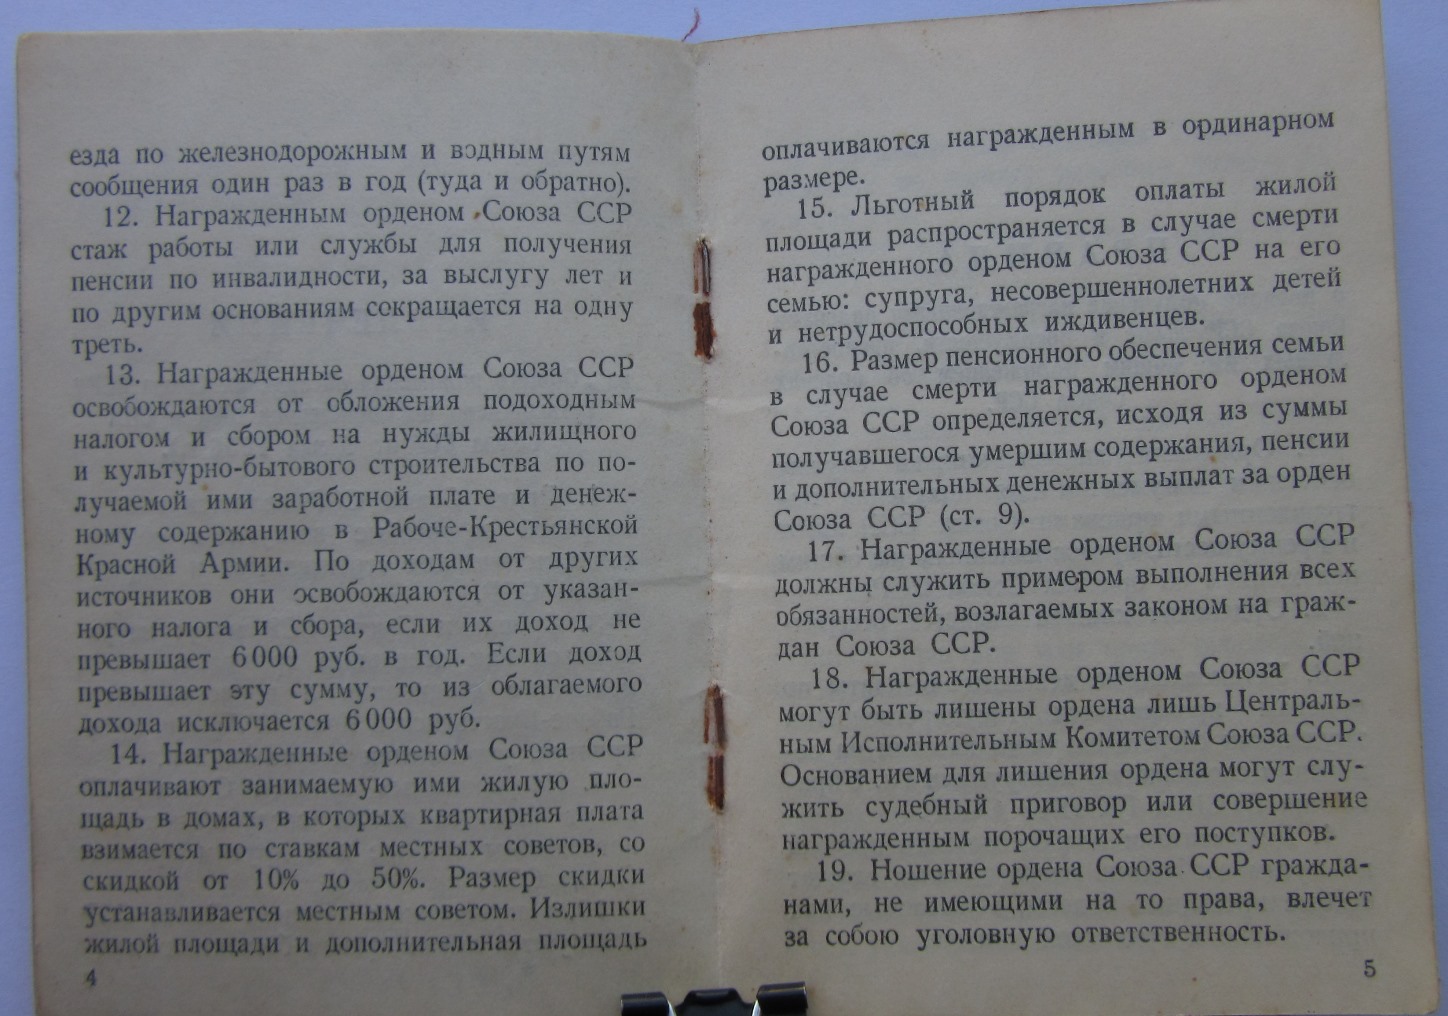 езда по железнодорожным и водным путям
сообщения один раз в год (туда и обратно).
12. Награжденным орденом Союза ССР
стаж работы или службы для получения
пенсии по инвалидности, за выслугу лет и
по другим основаниям сокращается на одну
треть.
13. Награжденные орденом Союза ССР
освобождаются от обложения подоходным
налогом и сбором на нужды жилищного
и культурно-бытового строительства по по-
лучаемой ими заработной плате и денеж-
ному содержанию в Рабоче-Крестьянской
Красной Армии. По доходам от других
источников они освобождаются от указан-
ного налога и сбора, если их доход не
превышает 6 000 руб. в год. Если доход
превышает эту сумму, то из облагаемого
дохода исключается 6 000 руб.
14. Награжденные орденом Союза ССР
оплачивают занимаемую ими жилую пло-
щадь в домах, в которых квартирная плата
взимается по ставкам местных советов, со
скидкой от 10% до 50%. Размер скидки
устанавливается местным советом. Излишки
жилой площади и дополнительная площадь
4
оплачиваются награжденным в ординарном
размере.
15. Льготный порядок оплаты жилой
площади распространяется в случае смерти
награжденного орденом Союза ССР на его
семью: супруга, несовершеннолетних детей
и нетрудоспособных иждивенцев.
16. Размер пенсионного обеспечения семьи
в случае смерти награжденного орденом
Союза ССР определяется, исходя из суммы
получавшегося умершим содержания, пенсии
и дополнительных денежных выплат за орден
Союза ССР (ст. 9).
17. Награжденные орденом Союза ССР
должны служить примером выполнения всех
обязанностей, возлагаемых законом на граж-
дан Союза ССР.
18. Награжденные орденом Союза ССР
могут быть лишены ордена лишь Централь-
ным Исполнительным Комитетом Союза ССР.
Основанием для лишения ордена могут слу-
жить судебный приговор или совершение
награжденным порочащих его поступков.
19. Ношение ордена Союза ССР гражда-
нами, не имеющими на то права, влечет
за собою уголовную ответственность.
5